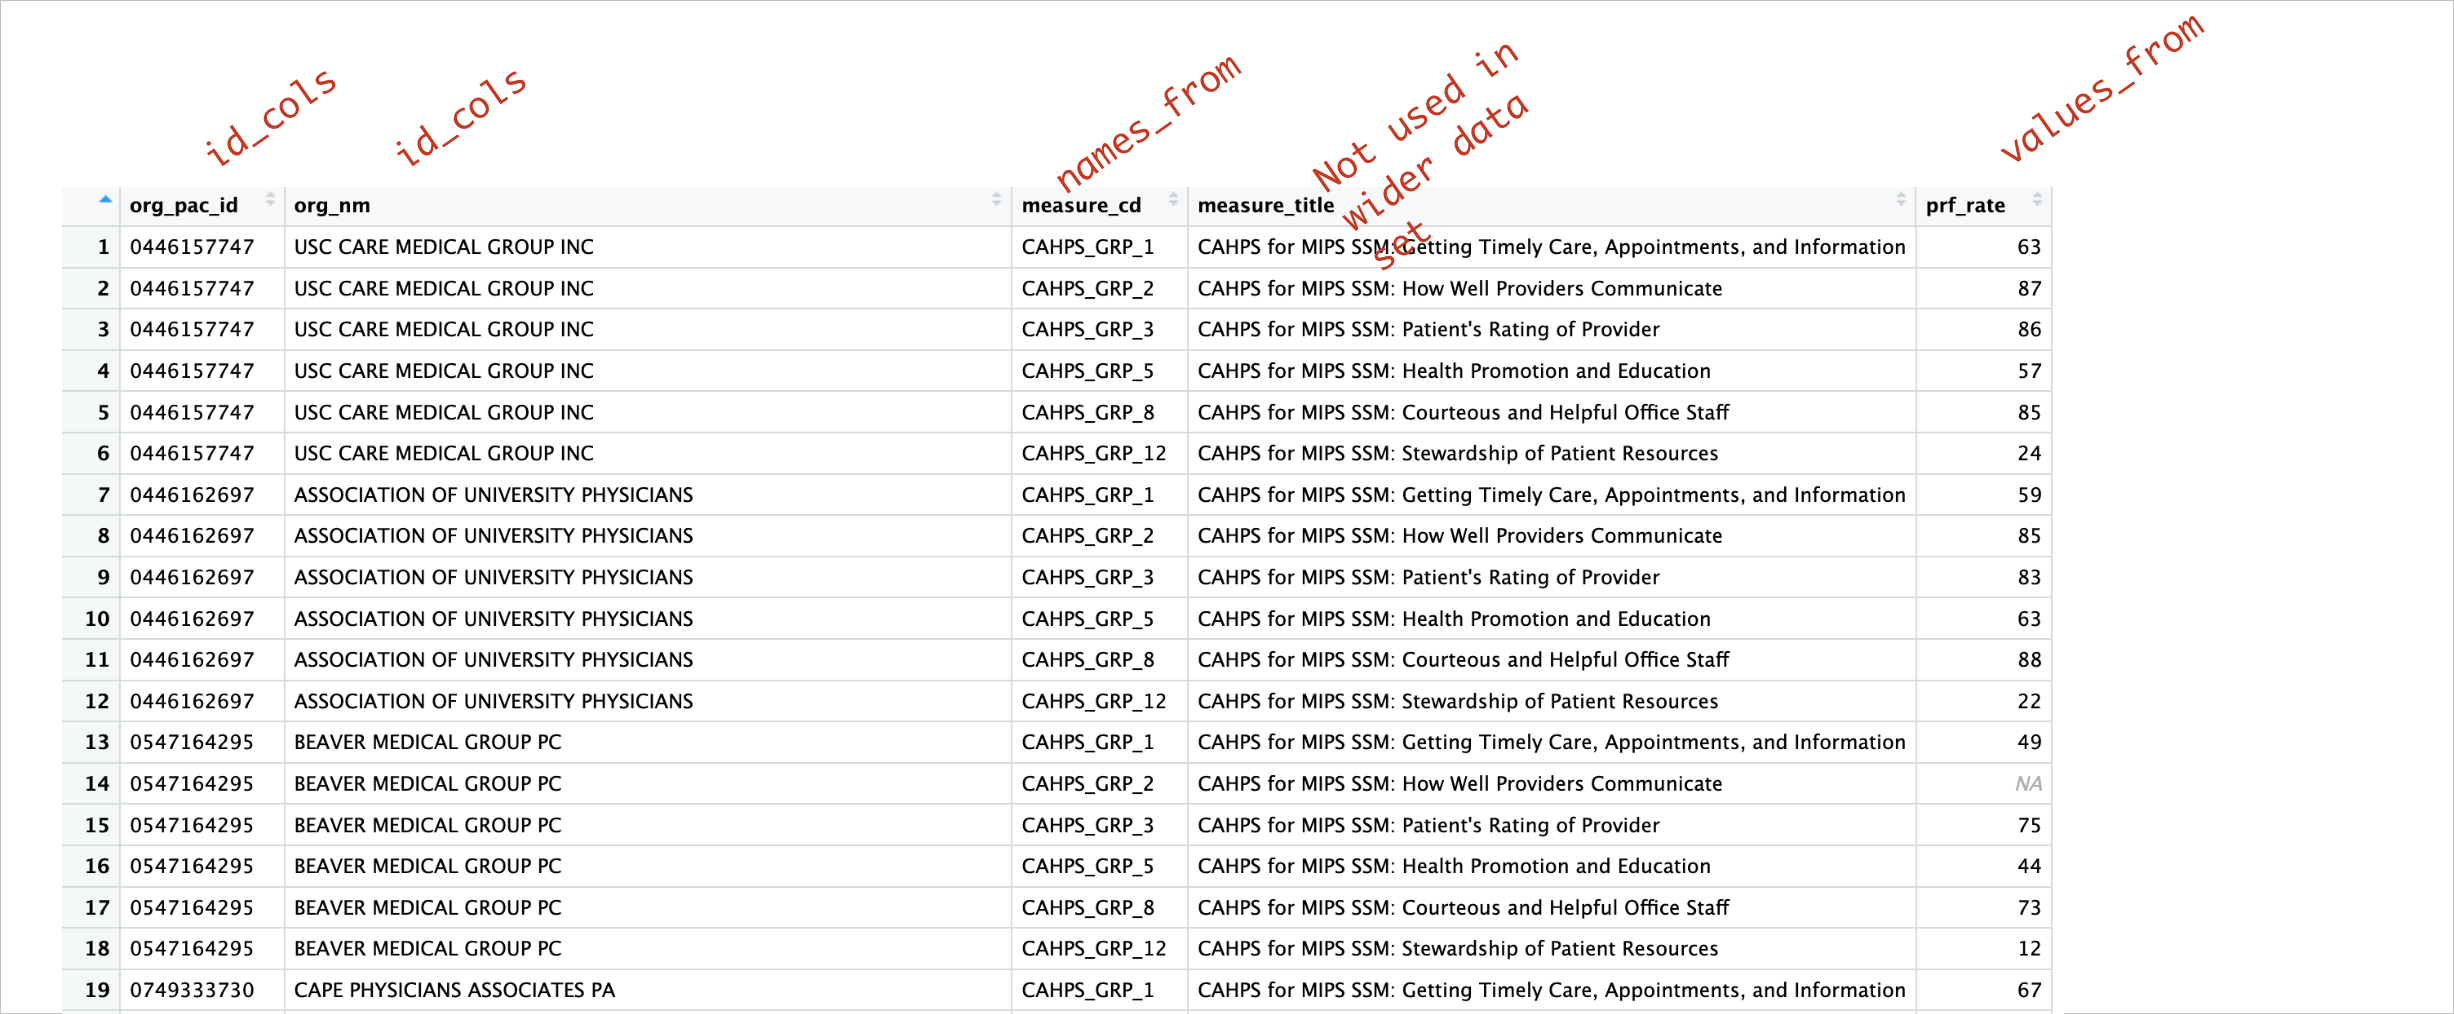 id_cols
id_cols
names_from
Not used in
wider data
set
values_from
org_pac_id org_nm measure_cd measure_title prf_rate
1 0446157747 USC CARE MEDICAL GROUP INC CAHPS_GRP_1 CAHPS for MIPS SSM: Getting Timely Care, Appointments, and Information 63
2 0446157747 USC CARE MEDICAL GROUP INC CAHPS_GRP_2 CAHPS for MIPS SSM: How Well Providers Communicate 87
3 0446157747 USC CARE MEDICAL GROUP INC CAHPS_GRP_3 CAHPS for MIPS SSM: Patient's Rating of Provider 86
4 0446157747 USC CARE MEDICAL GROUP INC CAHPS_GRP_5 CAHPS for MIPS SSM: Health Promotion and Education 57
5 0446157747 USC CARE MEDICAL GROUP INC CAHPS_GRP_8 CAHPS for MIPS SSM: Courteous and Helpful Office Staff 85
6 0446157747 USC CARE MEDICAL GROUP INC CAHPS_GRP_12 CAHPS for MIPS SSM: Stewardship of Patient Resources 24
7 0446162697 ASSOCIATION OF UNIVERSITY PHYSICIANS CAHPS_GRP_1 CAHPS for MIPS SSM: Getting Timely Care, Appointments, and Information 59
8 0446162697 ASSOCIATION OF UNIVERSITY PHYSICIANS CAHPS_GRP_2 CAHPS for MIPS SSM: How Well Providers Communicate 85
9 0446162697 ASSOCIATION OF UNIVERSITY PHYSICIANS CAHPS_GRP_3 CAHPS for MIPS SSM: Patient's Rating of Provider 83
10 0446162697 ASSOCIATION OF UNIVERSITY PHYSICIANS CAHPS_GRP_5 CAHPS for MIPS SSM: Health Promotion and Education 63
11 0446162697 ASSOCIATION OF UNIVERSITY PHYSICIANS CAHPS_GRP_8 CAHPS for MIPS SSM: Courteous and Helpful Office Staff 88
12 0446162697 ASSOCIATION OF UNIVERSITY PHYSICIANS CAHPS_GRP_12 CAHPS for MIPS SSM: Stewardship of Patient Resources 22
13 0547164295 BEAVER MEDICAL GROUP PC CAHPS_GRP_1 CAHPS for MIPS SSM: Getting Timely Care, Appointments, and Information 49
14 0547164295 BEAVER MEDICAL GROUP PC CAHPS_GRP_2 CAHPS for MIPS SSM: How Well Providers Communicate NA
15 0547164295 BEAVER MEDICAL GROUP PC CAHPS_GRP_3 CAHPS for MIPS SSM: Patient's Rating of Provider 75
16 0547164295 BEAVER MEDICAL GROUP PC CAHPS_GRP_5 CAHPS for MIPS SSM: Health Promotion and Education 44
17 0547164295 BEAVER MEDICAL GROUP PC CAHPS_GRP_8 CAHPS for MIPS SSM: Courteous and Helpful Office Staff 73
18 0547164295 BEAVER MEDICAL GROUP PC CAHPS_GRP_12 CAHPS for MIPS SSM: Stewardship of Patient Resources 12
19 0749333730 CAPE PHYSICIANS ASSOCIATES PA CAHPS_GRP_1 CAHPS for MIPS SSM: Getting Timely Care, Appointments, and Information 67